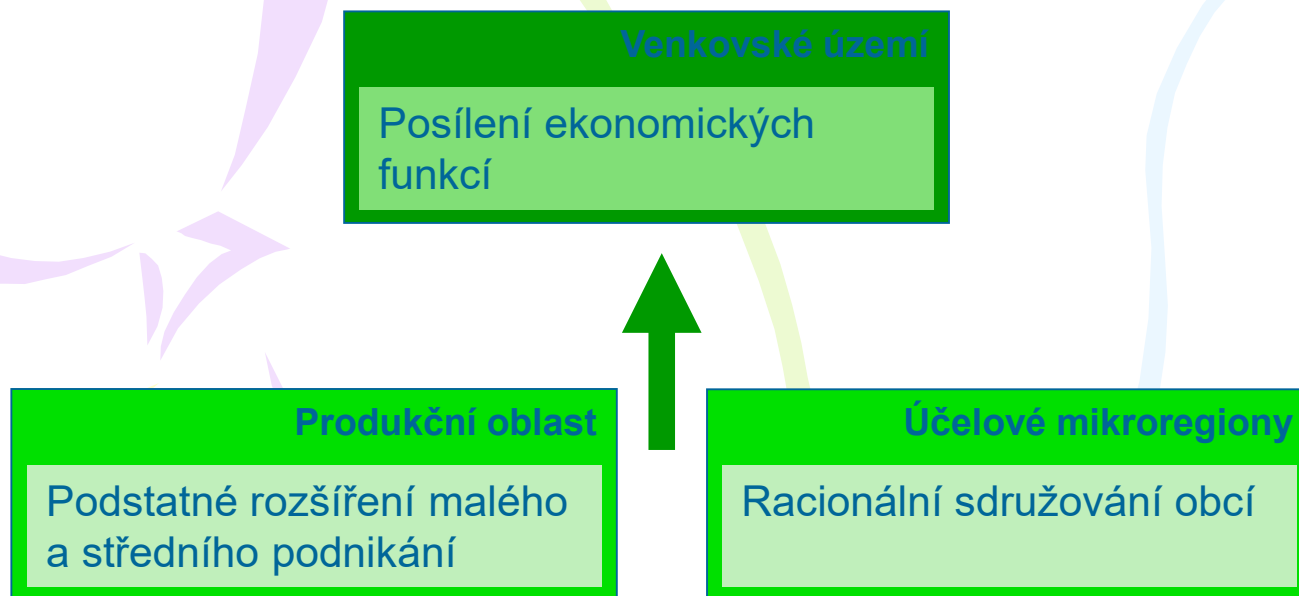 Venkovské území
Posílení ekonomických
funkcí
Produkční oblast
Podstatné rozšíření malého
a středního podnikání
Účelové mikroregiony
Racionální sdružování obcí